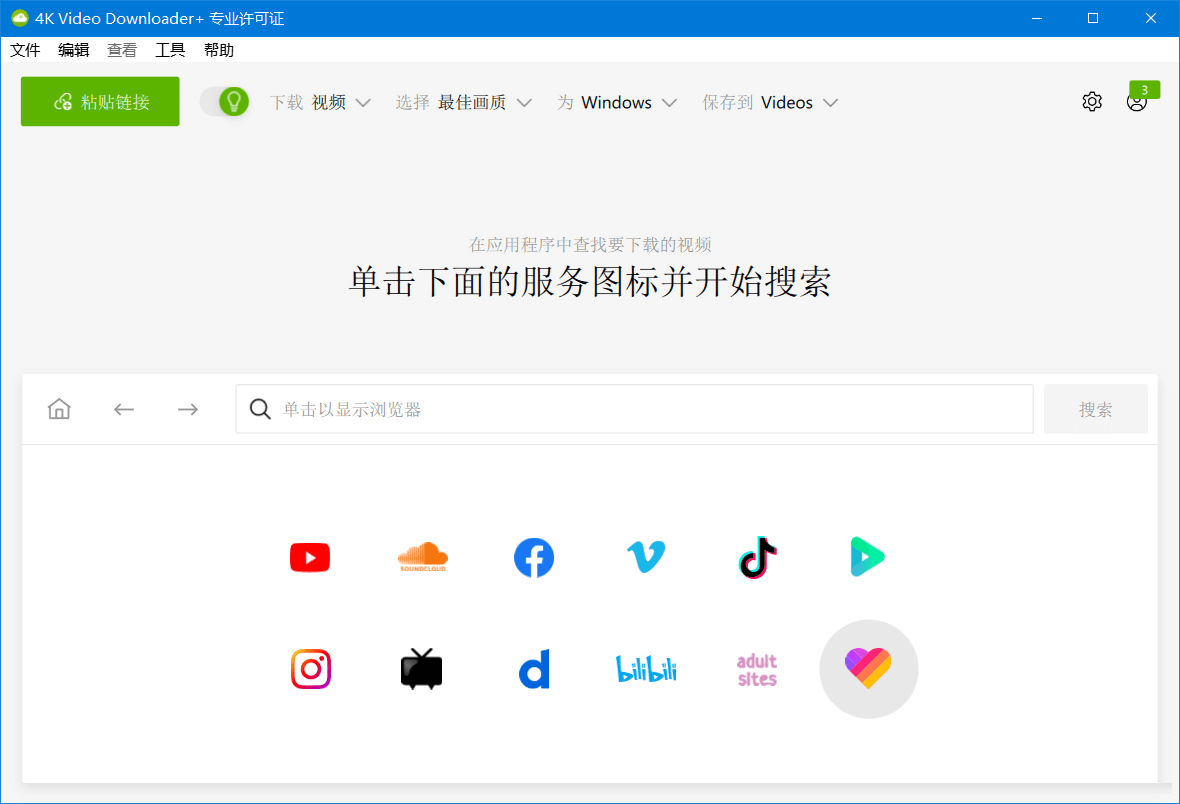 4K Video Downloader+ 专业许可证
文件 编辑 查看 工具 帮助
粘贴链接 下载 视频 选择 最佳画质 为 Windows 保存到 Videos 3
在应用程序中查找要下载的视频
单击下面的服务图标并开始搜索
单击以显示浏览器 搜索
SOUNDCLOUD
bilibili adult
sites